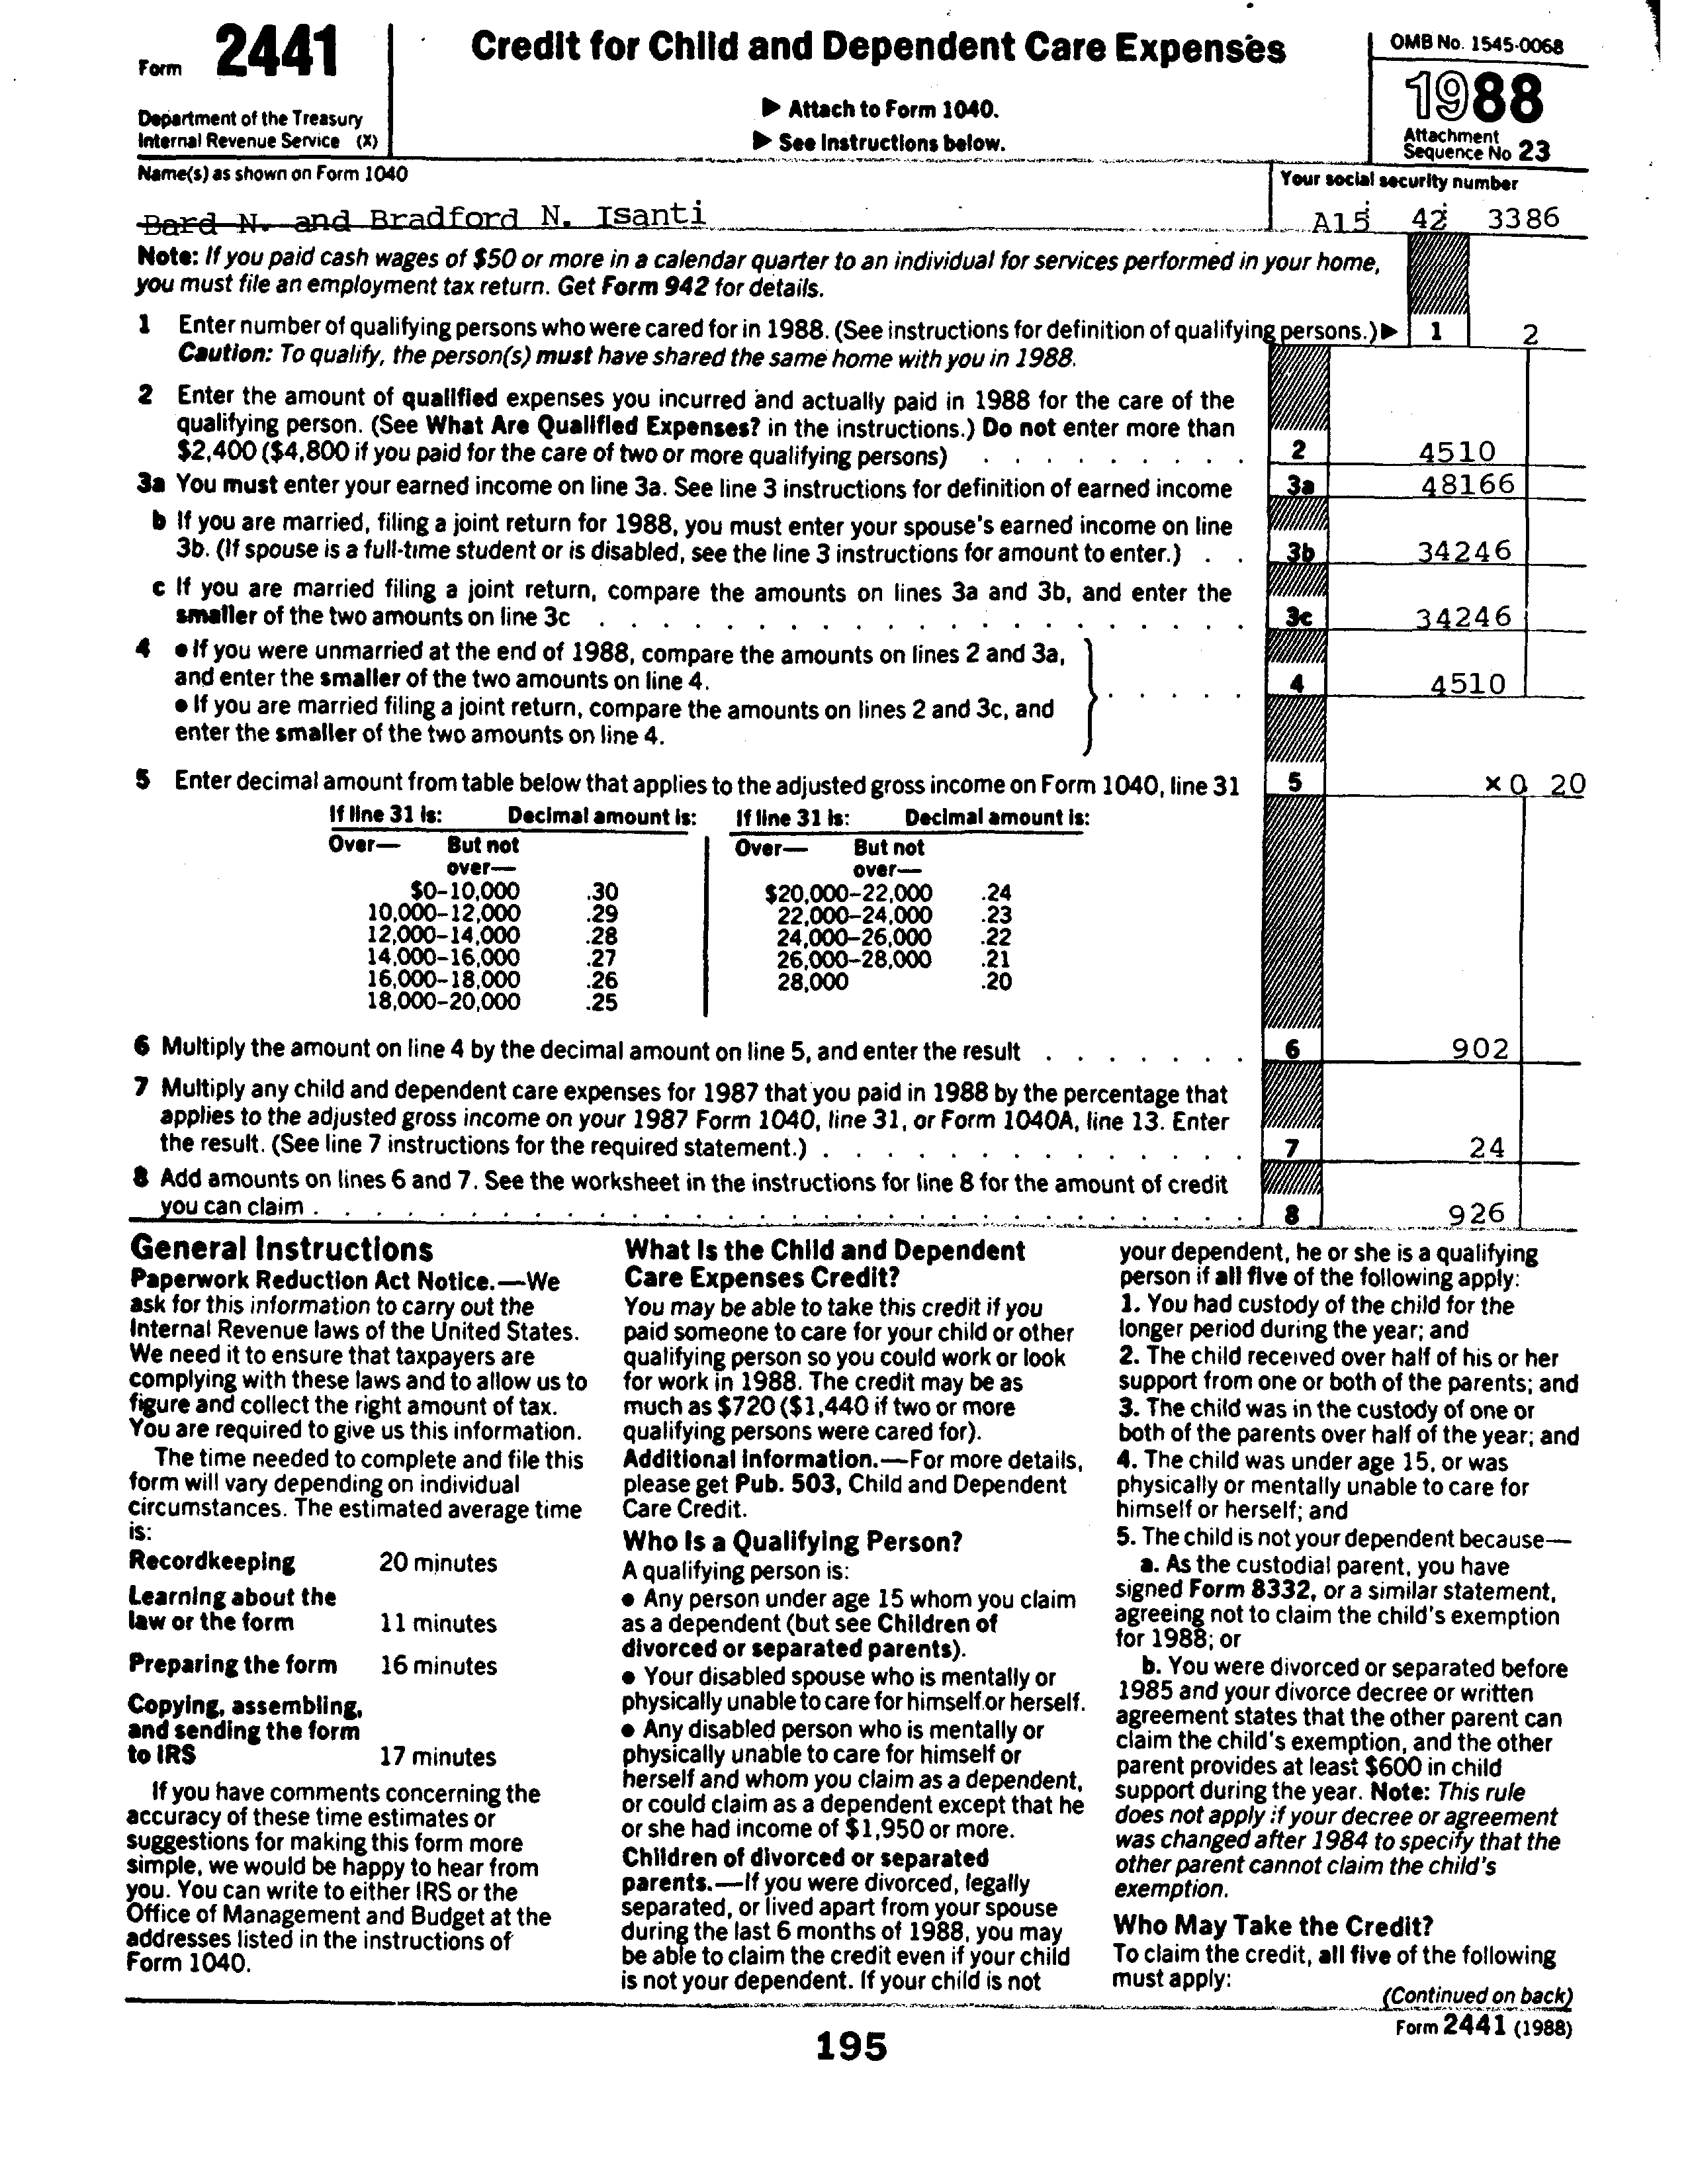 Form 2441
Credit for Child and Dependent Care Expenses
OMB No. 1545-0068
1988
Department of the Treasury
Internal Revenue Service (X)
▶ Attach to Form 1040.
▶ See Instructions below.
Attachment
Sequence No 23
Name(s) as shown on Form 1040
Your social security number
Bard N. and Bradford N. Isanti
A15 42 3386
Note: If you paid cash wages of $50 or more in a calendar quarter to an individual for services performed in your home,
you must file an employment tax return. Get Form 942 for details.
1 Enter number of qualifying persons who were cared for in 1988. (See instructions for definition of qualifying persons.) ▶ 1 2
Caution: To qualify, the person(s) must have shared the same home with you in 1988.
2 Enter the amount of qualified expenses you incurred and actually paid in 1988 for the care of the
qualifying person. (See What Are Qualified Expenses? in the instructions.) Do not enter more than
$2,400 ($4,800 if you paid for the care of two or more qualifying persons) . . . . . . . . . 2 4510
3a You must enter your earned income on line 3a. See line 3 instructions for definition of earned income 3a 48166
b If you are married, filing a joint return for 1988, you must enter your spouse's earned income on line
3b. (If spouse is a full-time student or is disabled, see the line 3 instructions for amount to enter.) . . 3b 34246
c If you are married filing a joint return, compare the amounts on lines 3a and 3b, and enter the
smaller of the two amounts on line 3c . . . . . . . . . . . . . . . . . . . . . 3c 34246
4 ● If you were unmarried at the end of 1988, compare the amounts on lines 2 and 3a,
and enter the smaller of the two amounts on line 4. . . . . . 4 4510
● If you are married filing a joint return, compare the amounts on lines 2 and 3c, and
enter the smaller of the two amounts on line 4.
5 Enter decimal amount from table below that applies to the adjusted gross income on Form 1040, line 31 5 × 0 20
If line 31 is: Decimal amount is: If line 31 is: Decimal amount is:
Over— But not Over— But not
over— over—
$0–10,000 .30 $20,000–22,000 .24
10,000–12,000 .29 22,000–24,000 .23
12,000–14,000 .28 24,000–26,000 .22
14,000–16,000 .27 26,000–28,000 .21
16,000–18,000 .26 28,000 .20
18,000–20,000 .25
6 Multiply the amount on line 4 by the decimal amount on line 5, and enter the result . . . . . . . 6 902
7 Multiply any child and dependent care expenses for 1987 that you paid in 1988 by the percentage that
applies to the adjusted gross income on your 1987 Form 1040, line 31, or Form 1040A, line 13. Enter
the result. (See line 7 instructions for the required statement.) . . . . . . . . . . . . . . 7 24
8 Add amounts on lines 6 and 7. See the worksheet in the instructions for line 8 for the amount of credit
you can claim . . . . . . . . . . . . . . . . . . . . . . . . . . . . . . 8 926
General Instructions
Paperwork Reduction Act Notice.—We
ask for this information to carry out the
Internal Revenue laws of the United States.
We need it to ensure that taxpayers are
complying with these laws and to allow us to
figure and collect the right amount of tax.
You are required to give us this information.
The time needed to complete and file this
form will vary depending on individual
circumstances. The estimated average time
is:
Recordkeeping 20 minutes
Learning about the
law or the form 11 minutes
Preparing the form 16 minutes
Copying, assembling,
and sending the form
to IRS 17 minutes
If you have comments concerning the
accuracy of these time estimates or
suggestions for making this form more
simple, we would be happy to hear from
you. You can write to either IRS or the
Office of Management and Budget at the
addresses listed in the instructions of
Form 1040.
What Is the Child and Dependent
Care Expenses Credit?
You may be able to take this credit if you
paid someone to care for your child or other
qualifying person so you could work or look
for work in 1988. The credit may be as
much as $720 ($1,440 if two or more
qualifying persons were cared for).
Additional Information.—For more details,
please get Pub. 503, Child and Dependent
Care Credit.
Who Is a Qualifying Person?
A qualifying person is:
● Any person under age 15 whom you claim
as a dependent (but see Children of
divorced or separated parents).
● Your disabled spouse who is mentally or
physically unable to care for himself or herself.
● Any disabled person who is mentally or
physically unable to care for himself or
herself and whom you claim as a dependent,
or could claim as a dependent except that he
or she had income of $1,950 or more.
Children of divorced or separated
parents.—If you were divorced, legally
separated, or lived apart from your spouse
during the last 6 months of 1988, you may
be able to claim the credit even if your child
is not your dependent. If your child is not
your dependent, he or she is a qualifying
person if all five of the following apply:
1. You had custody of the child for the
longer period during the year; and
2. The child received over half of his or her
support from one or both of the parents; and
3. The child was in the custody of one or
both of the parents over half of the year; and
4. The child was under age 15, or was
physically or mentally unable to care for
himself or herself; and
5. The child is not your dependent because—
a. As the custodial parent, you have
signed Form 8332, or a similar statement,
agreeing not to claim the child's exemption
for 1988; or
b. You were divorced or separated before
1985 and your divorce decree or written
agreement states that the other parent can
claim the child's exemption, and the other
parent provides at least $600 in child
support during the year. Note: This rule
does not apply if your decree or agreement
was changed after 1984 to specify that the
other parent cannot claim the child's
exemption.
Who May Take the Credit?
To claim the credit, all five of the following
must apply:
(Continued on back)
Form 2441 (1988)
195